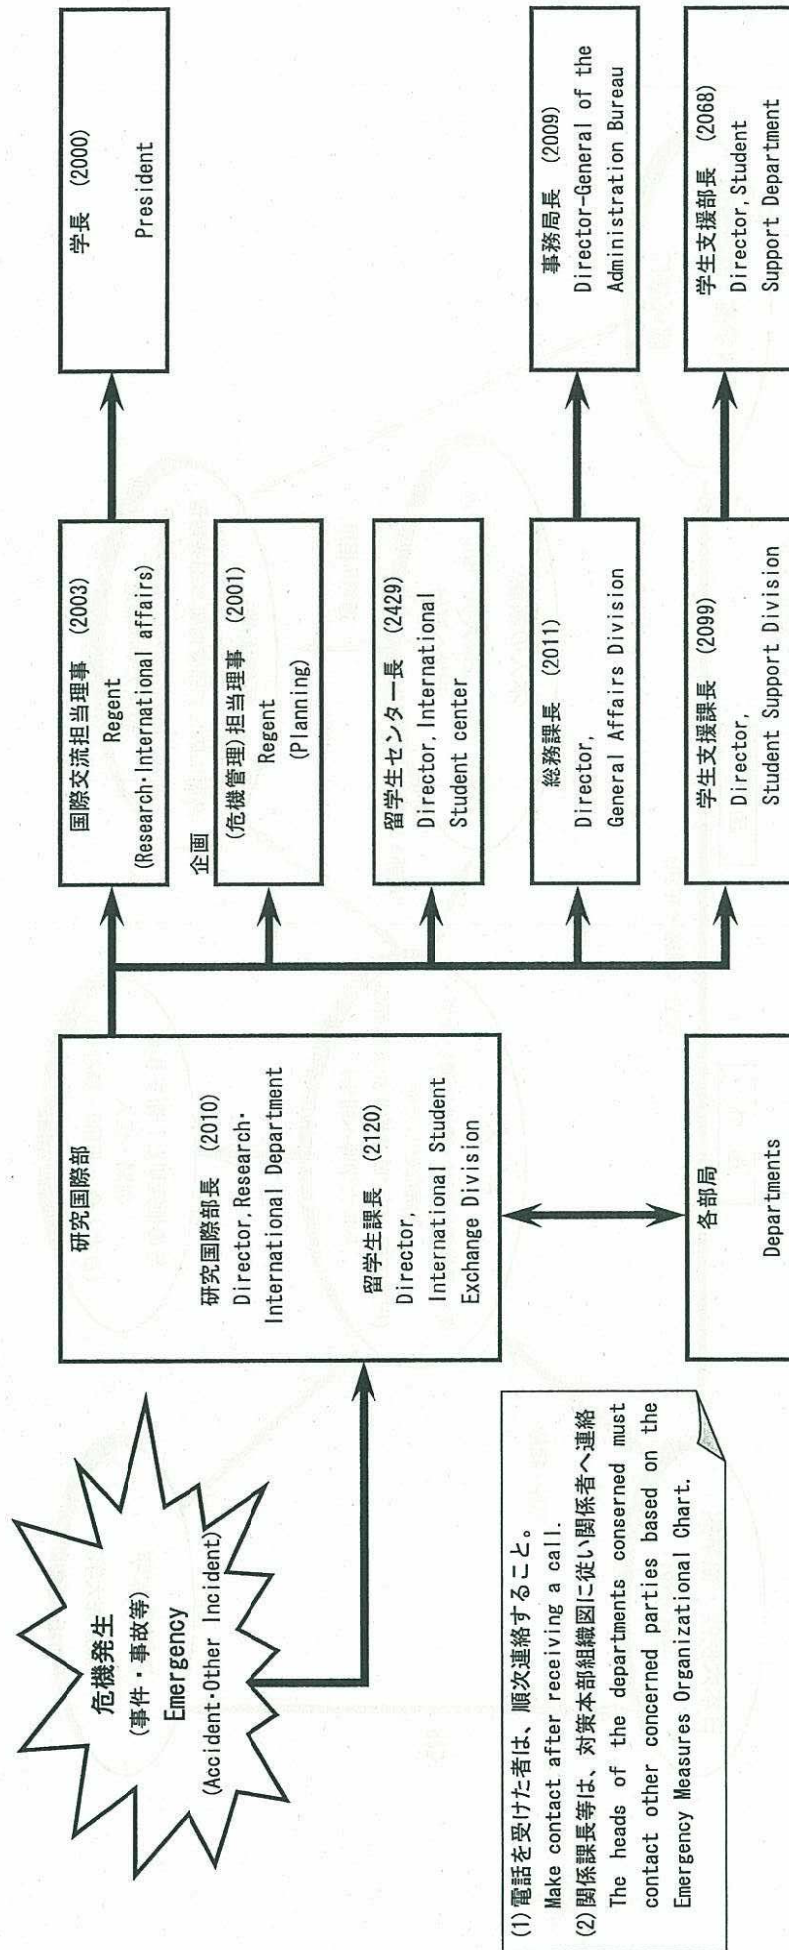 危機発生
(事件・事故等)
Emergency
(Accident・Other Incident)
(1)電話を受けた者は、順次連絡すること。
Make contact after receiving a call.
(2)関係課長等は、対策本部組織図に従い関係者へ連絡
The heads of the departments conserned must
contact other concerned parties based on the
Emergency Measures Organizational Chart.
研究国際部
研究国際部長 (2010)
Director,Research・
International Department
留学生課長 (2120)
Director,
International Student
Exchange Division
各部局
Departments
国際交流担当理事 (2003)
Regent
(Research・International affairs)
企画
(危機管理)担当理事 (2001)
Regent
(Planning)
留学生センター長 (2429)
Director, International
Student center
総務課長 (2011)
Director,
General Affairs Division
学生支援課長 (2099)
Director,
Student Support Division
学長 (2000)
President
事務局長 (2009)
Director-General of the
Administration Bureau
学生支援部長 (2068)
Director,Student
Support Department